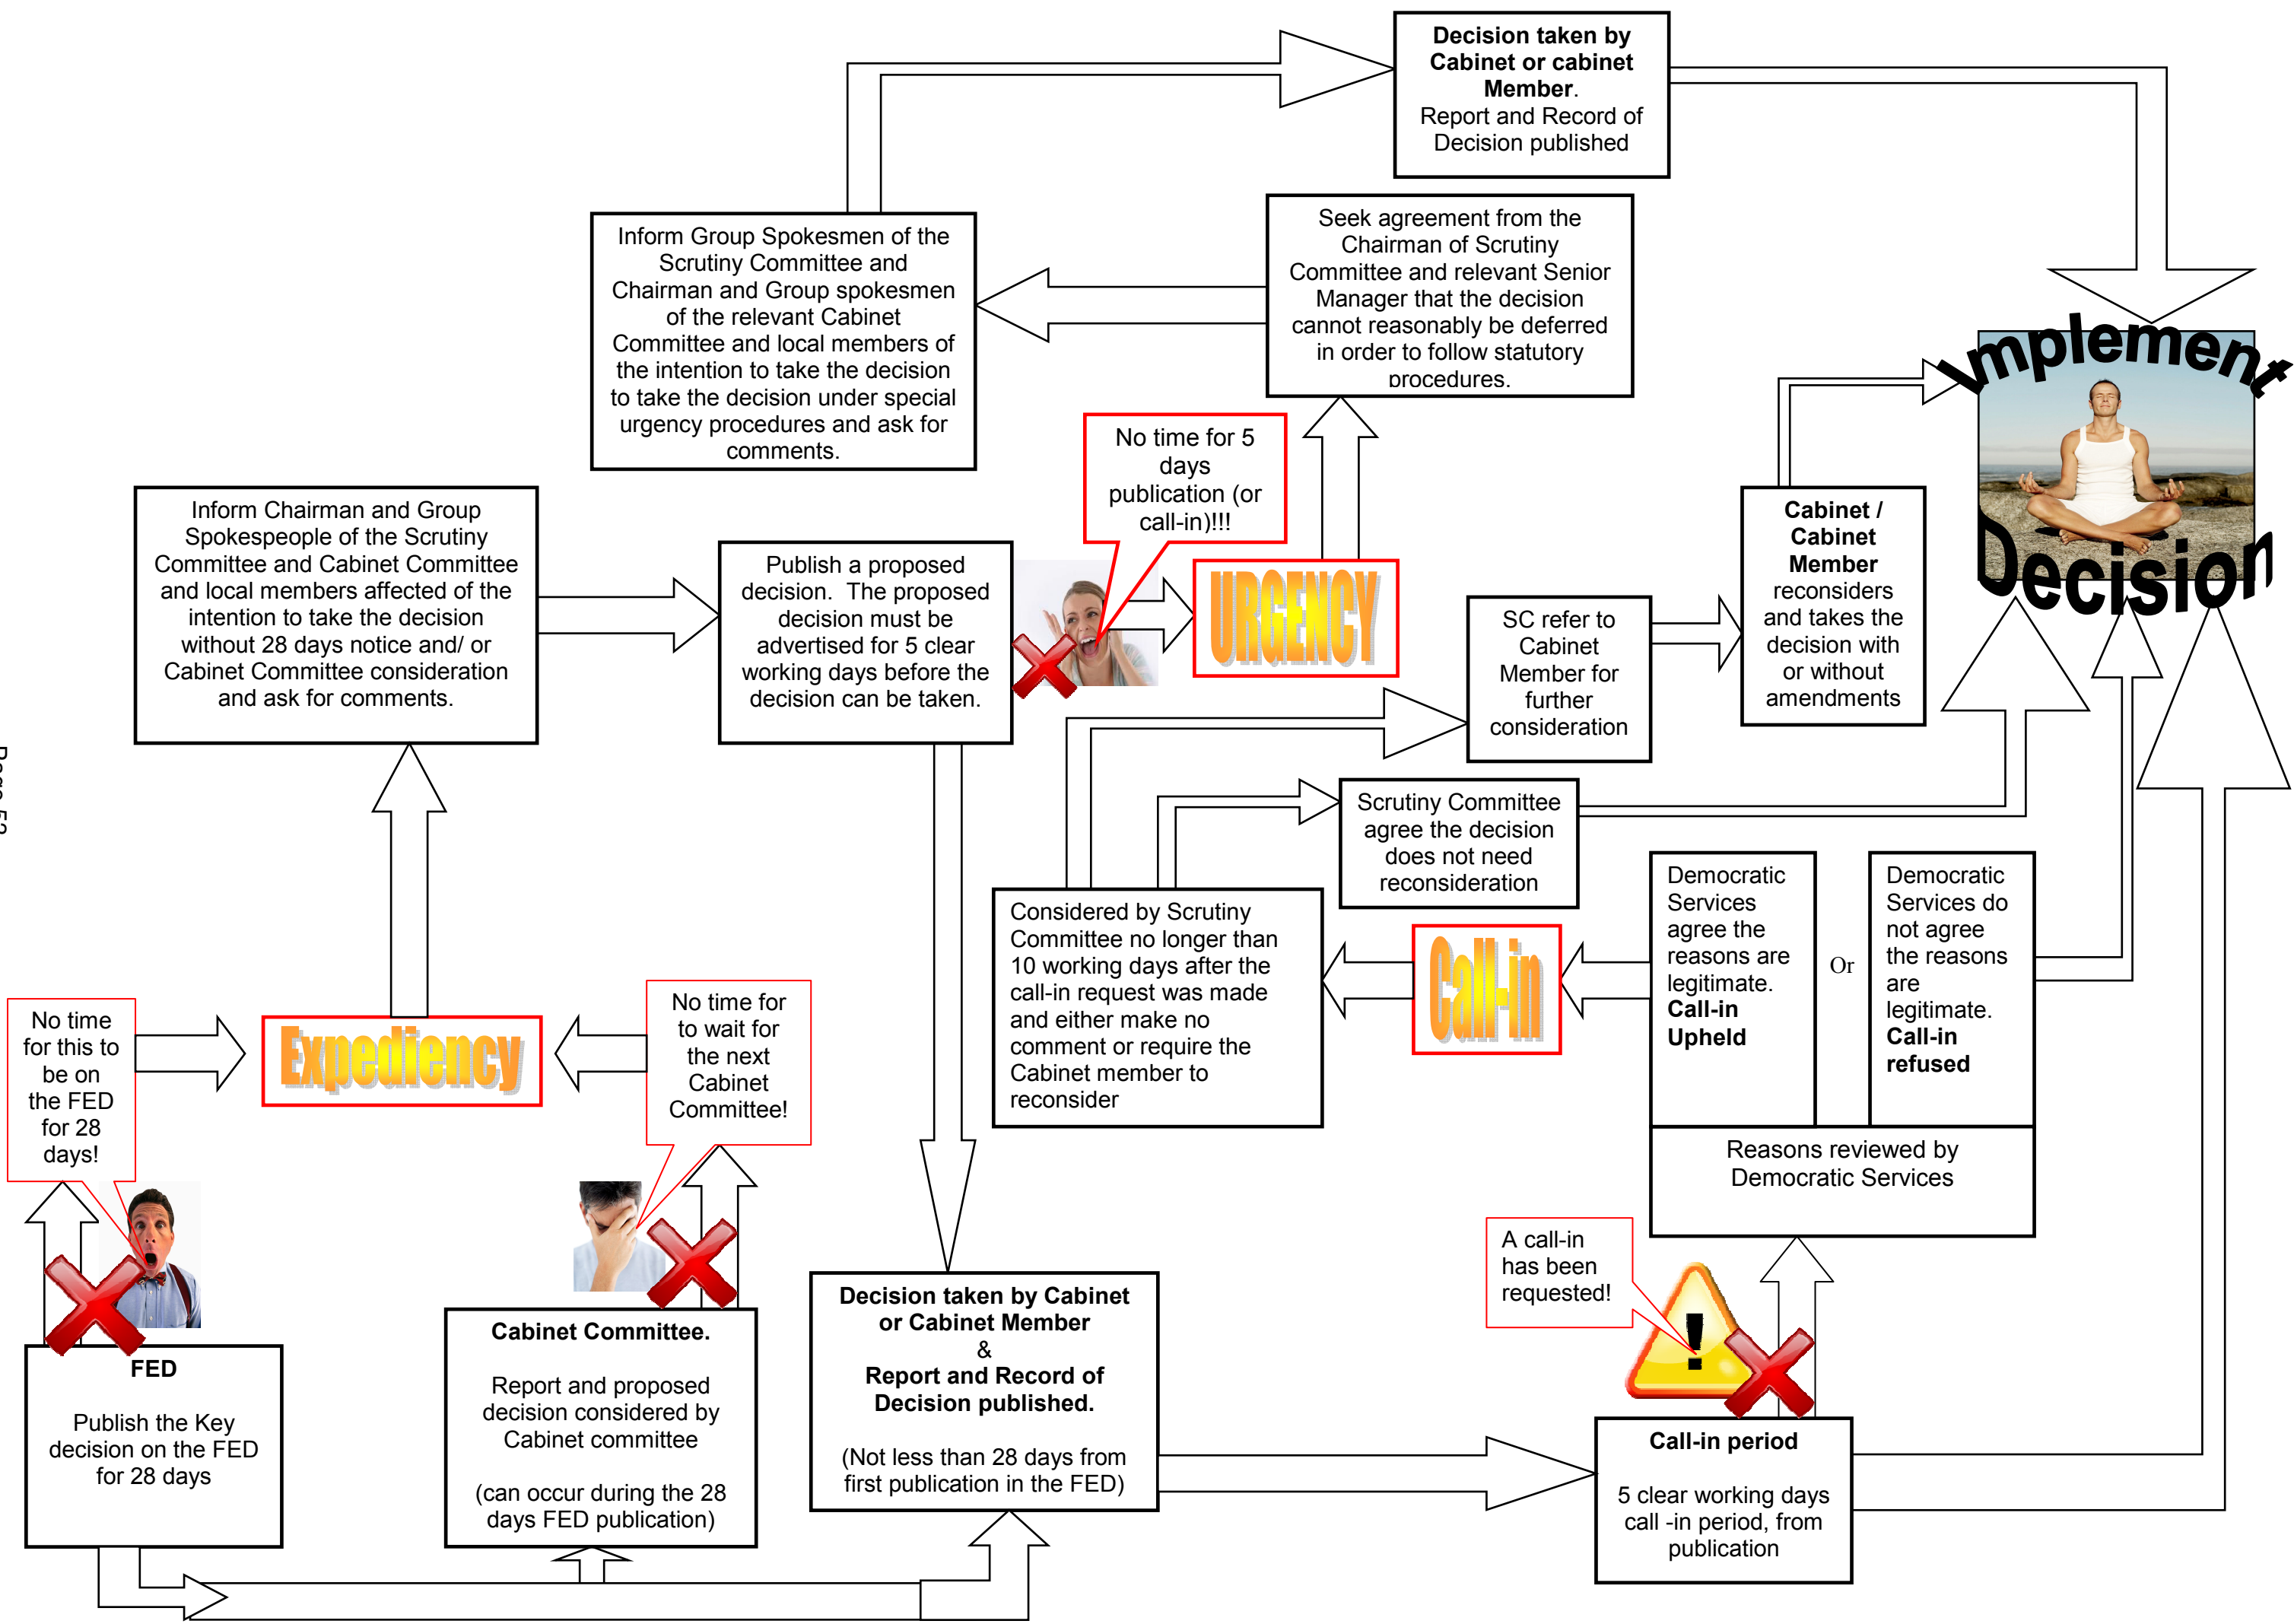 Decision taken by
Cabinet or cabinet
Member.
Report and Record of
Decision published
Inform Group Spokesmen of the
Scrutiny Committee and
Chairman and Group spokesmen
of the relevant Cabinet
Committee and local members of
the intention to take the decision
to take the decision under special
urgency procedures and ask for
comments.
Seek agreement from the
Chairman of Scrutiny
Committee and relevant Senior
Manager that the decision
cannot reasonably be deferred
in order to follow statutory
procedures.
Implement
Decision
No time for 5
days
publication (or
call-in)!!!
Inform Chairman and Group
Spokespeople of the Scrutiny
Committee and Cabinet Committee
and local members affected of the
intention to take the decision
without 28 days notice and/ or
Cabinet Committee consideration
and ask for comments.
Publish a proposed
decision.  The proposed
decision must be
advertised for 5 clear
working days before the
decision can be taken.
URGENCY
SC refer to
Cabinet
Member for
further
consideration
Cabinet /
Cabinet
Member
reconsiders
and takes the
decision with
or without
amendments
Page 53
Scrutiny Committee
agree the decision
does not need
reconsideration
Considered by Scrutiny
Committee no longer than
10 working days after the
call-in request was made
and either make no
comment or require the
Cabinet member to
reconsider
Call-in
Democratic
Services
agree the
reasons are
legitimate.
Call-in
Upheld
Or
Democratic
Services do
not agree
the reasons
are
legitimate.
Call-in
refused
Reasons reviewed by
Democratic Services
No time
for this to
be on
the FED
for 28
days!
Expediency
No time for
to wait for
the next
Cabinet
Committee!
A call-in
has been
requested!
FED
Publish the Key
decision on the FED
for 28 days
Cabinet Committee.
Report and proposed
decision considered by
Cabinet committee
(can occur during the 28
days FED publication)
Decision taken by Cabinet
or Cabinet Member
&
Report and Record of
Decision published.
(Not less than 28 days from
first publication in the FED)
Call-in period
5 clear working days
call -in period, from
publication